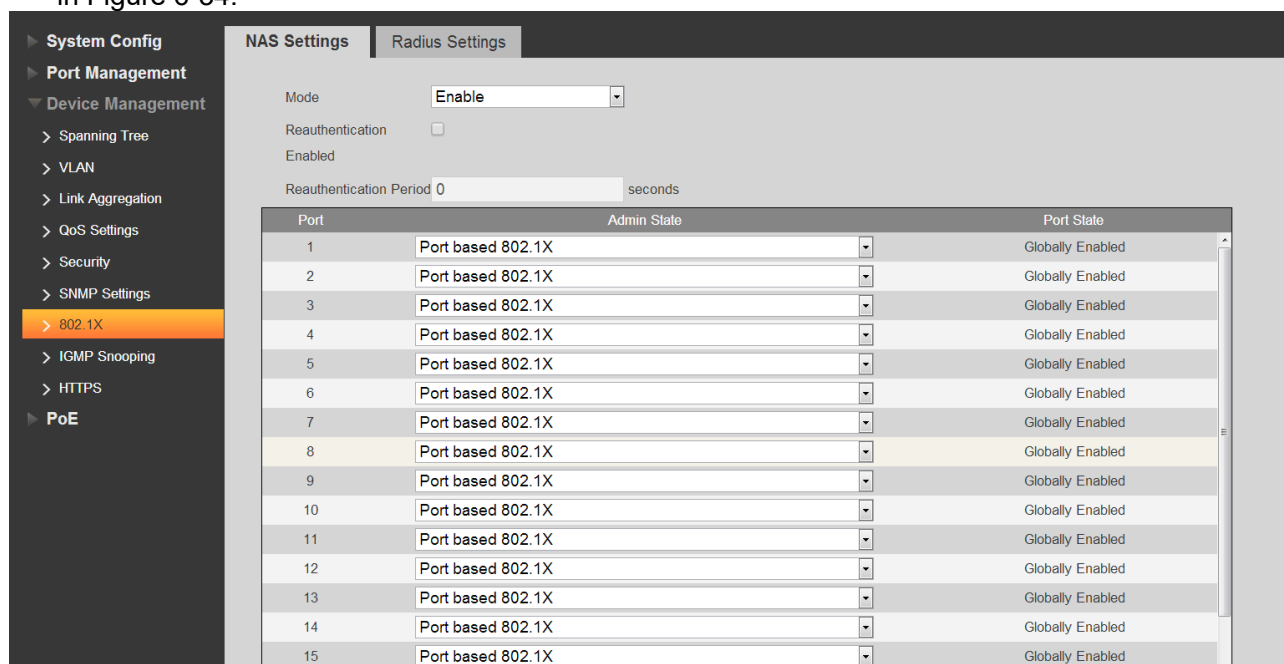 in Figure 3-34.
System Config
NAS Settings
Radius Settings
Port Management
Device Management
Spanning Tree
VLAN
Link Aggregation
QoS Settings
Security
SNMP Settings
802.1X
IGMP Snooping
HTTPS
PoE
Mode Enable
Reauthentication
Enabled
Reauthentication Period 0 seconds
Port Admin State Port State
1 Port based 802.1X Globally Enabled
2 Port based 802.1X Globally Enabled
3 Port based 802.1X Globally Enabled
4 Port based 802.1X Globally Enabled
5 Port based 802.1X Globally Enabled
6 Port based 802.1X Globally Enabled
7 Port based 802.1X Globally Enabled
8 Port based 802.1X Globally Enabled
9 Port based 802.1X Globally Enabled
10 Port based 802.1X Globally Enabled
11 Port based 802.1X Globally Enabled
12 Port based 802.1X Globally Enabled
13 Port based 802.1X Globally Enabled
14 Port based 802.1X Globally Enabled
15 Port based 802.1X Globally Enabled